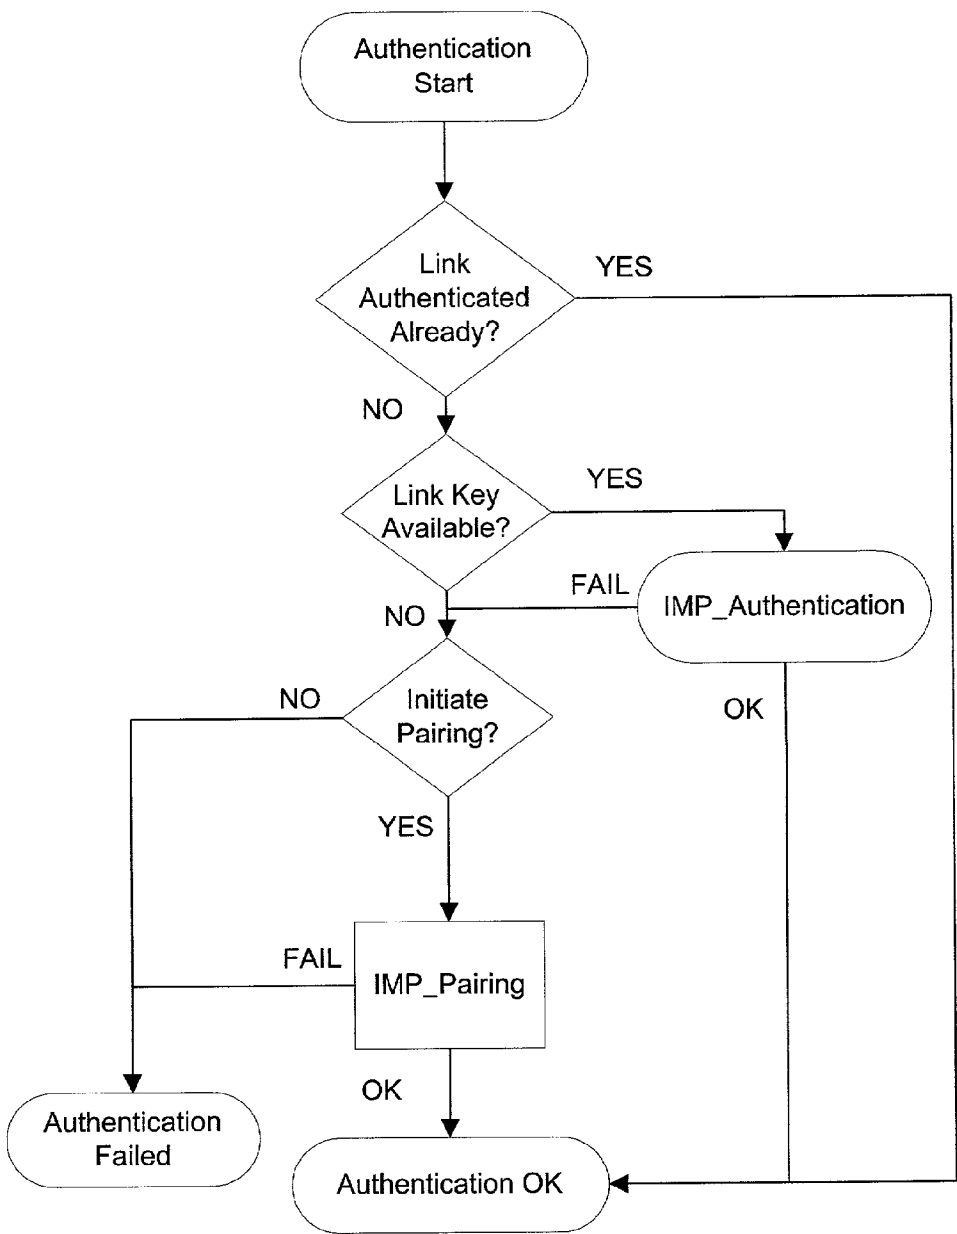 Authentication
Start
Link
Authenticated
Already?
YES
NO
Link Key
Available?
YES
FAIL
IMP_Authentication
NO
Initiate
Pairing?
NO
OK
YES
FAIL
IMP_Pairing
OK
Authentication
Failed
Authentication OK